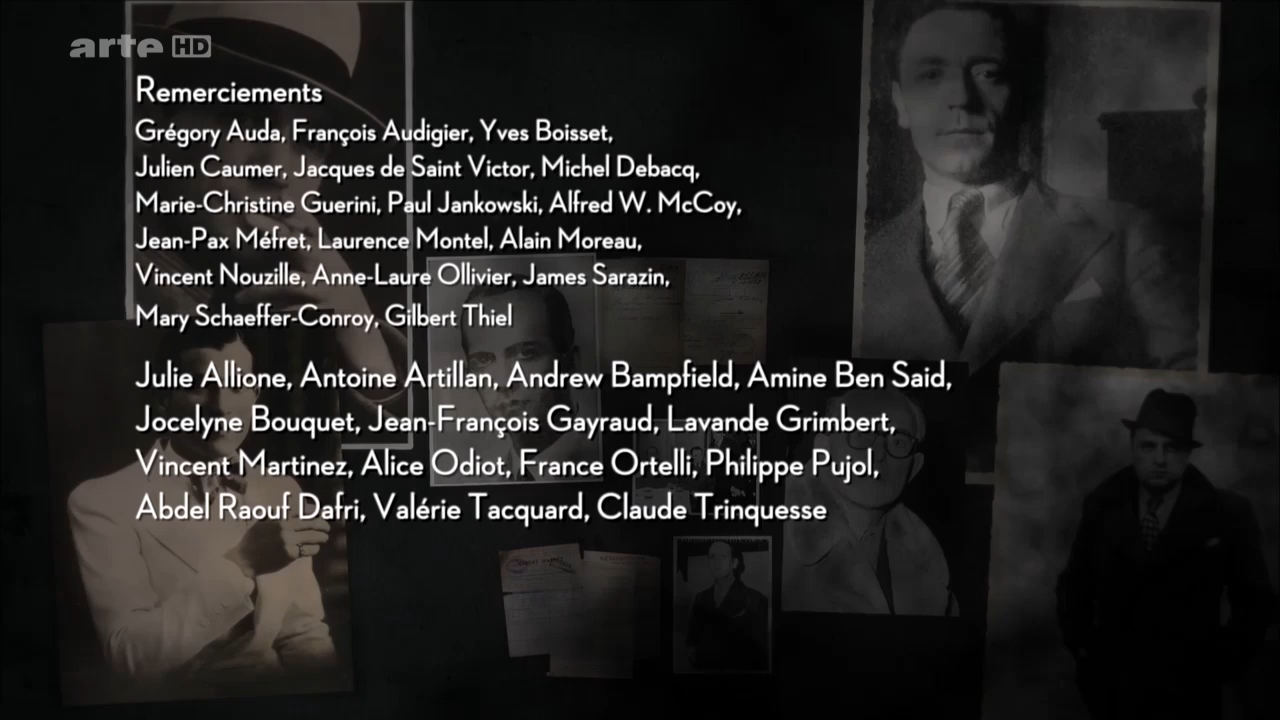 arte HD
Remerciements
Grégory Auda, François Audigier, Yves Boisset,
Julien Caumer, Jacques de Saint Victor, Michel Debacq,
Marie-Christine Guerini, Paul Jankowski, Alfred W. McCoy,
Jean-Pax Méfret, Laurence Montel, Alain Moreau,
Vincent Nouzille, Anne-Laure Ollivier, James Sarazin,
Mary Schaeffer-Conroy, Gilbert Thiel
Julie Allione, Antoine Artillan, Andrew Bampfield, Amine Ben Said,
Jocelyne Bouquet, Jean-François Gayraud, Lavande Grimbert,
Vincent Martinez, Alice Odiot, France Ortelli, Philippe Pujol,
Abdel Raouf Dafri, Valérie Tacquard, Claude Trinquesse